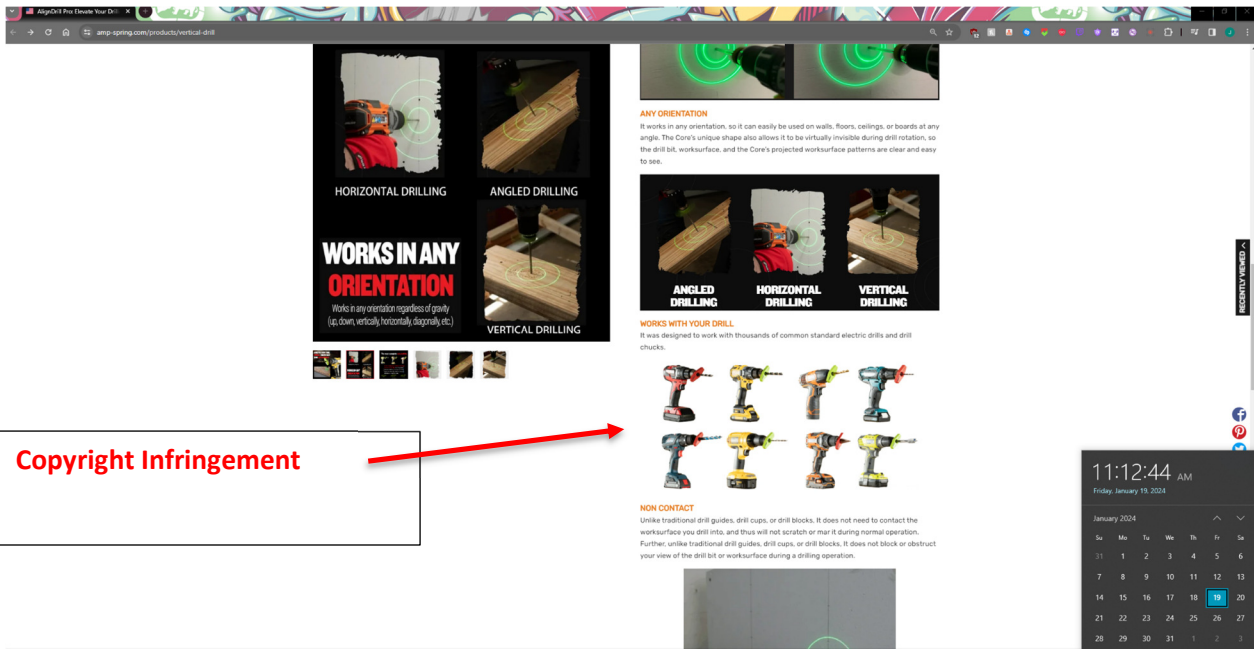 AlignDrill Pro: Elevate Your Drill
amp-spring.com/products/vertical-drill
HORIZONTAL DRILLING
ANGLED DRILLING
WORKS IN ANY
ORIENTATION
Works in any orientation regardless of gravity
(up, down, vertically, horizontally, diagonally, etc.)
VERTICAL DRILLING
ANY ORIENTATION
It works in any orientation, so it can easily be used on walls, floors, ceilings, or boards at any
angle. The Core's unique shape also allows it to be virtually invisible during drill rotation, so
the drill bit, worksurface, and the Core's projected worksurface patterns are clear and easy
to see.
ANGLED
DRILLING
HORIZONTAL
DRILLING
VERTICAL
DRILLING
WORKS WITH YOUR DRILL
It was designed to work with thousands of common standard electric drills and drill
chucks.
NON CONTACT
Unlike traditional drill guides, drill cups, or drill blocks. It does not need to contact the
worksurface you drill into, and thus will not scratch or mar it during normal operation.
Further, unlike traditional drill guides, drill cups, or drill blocks. It does not block or obstruct
your view of the drill bit or worksurface during a drilling operation.
Copyright Infringement
RECENTLY VIEWED
11:12:44 AM
Friday, January 19, 2024
January 2024
Su Mo Tu We Th Fr Sa
31 1 2 3 4 5 6
7 8 9 10 11 12 13
14 15 16 17 18 19 20
21 22 23 24 25 26 27
28 29 30 31 1 2 3